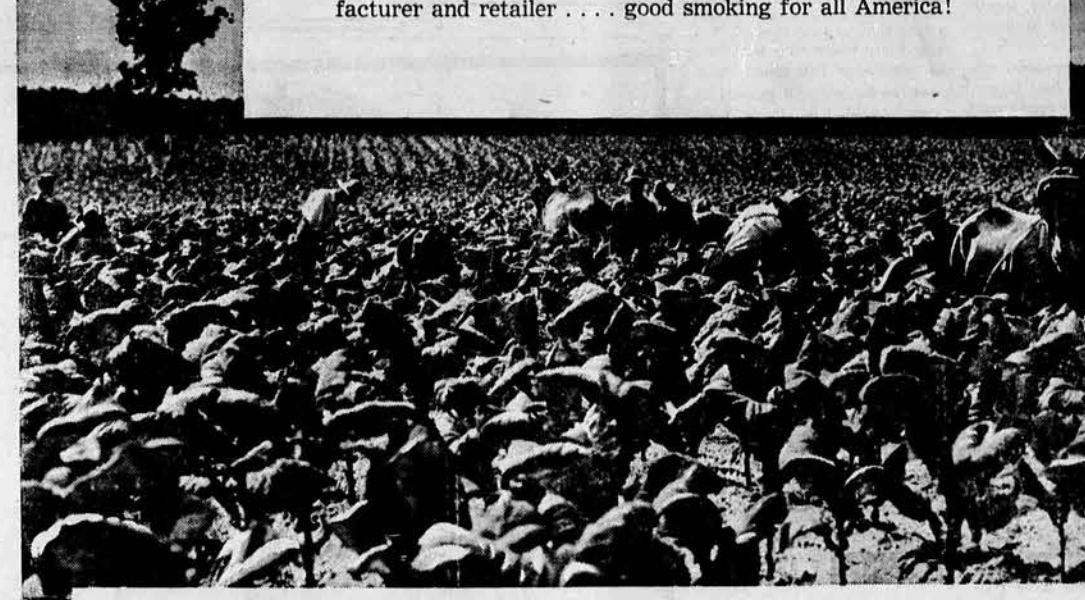 facturer and retailer . . . . good smoking for all America!